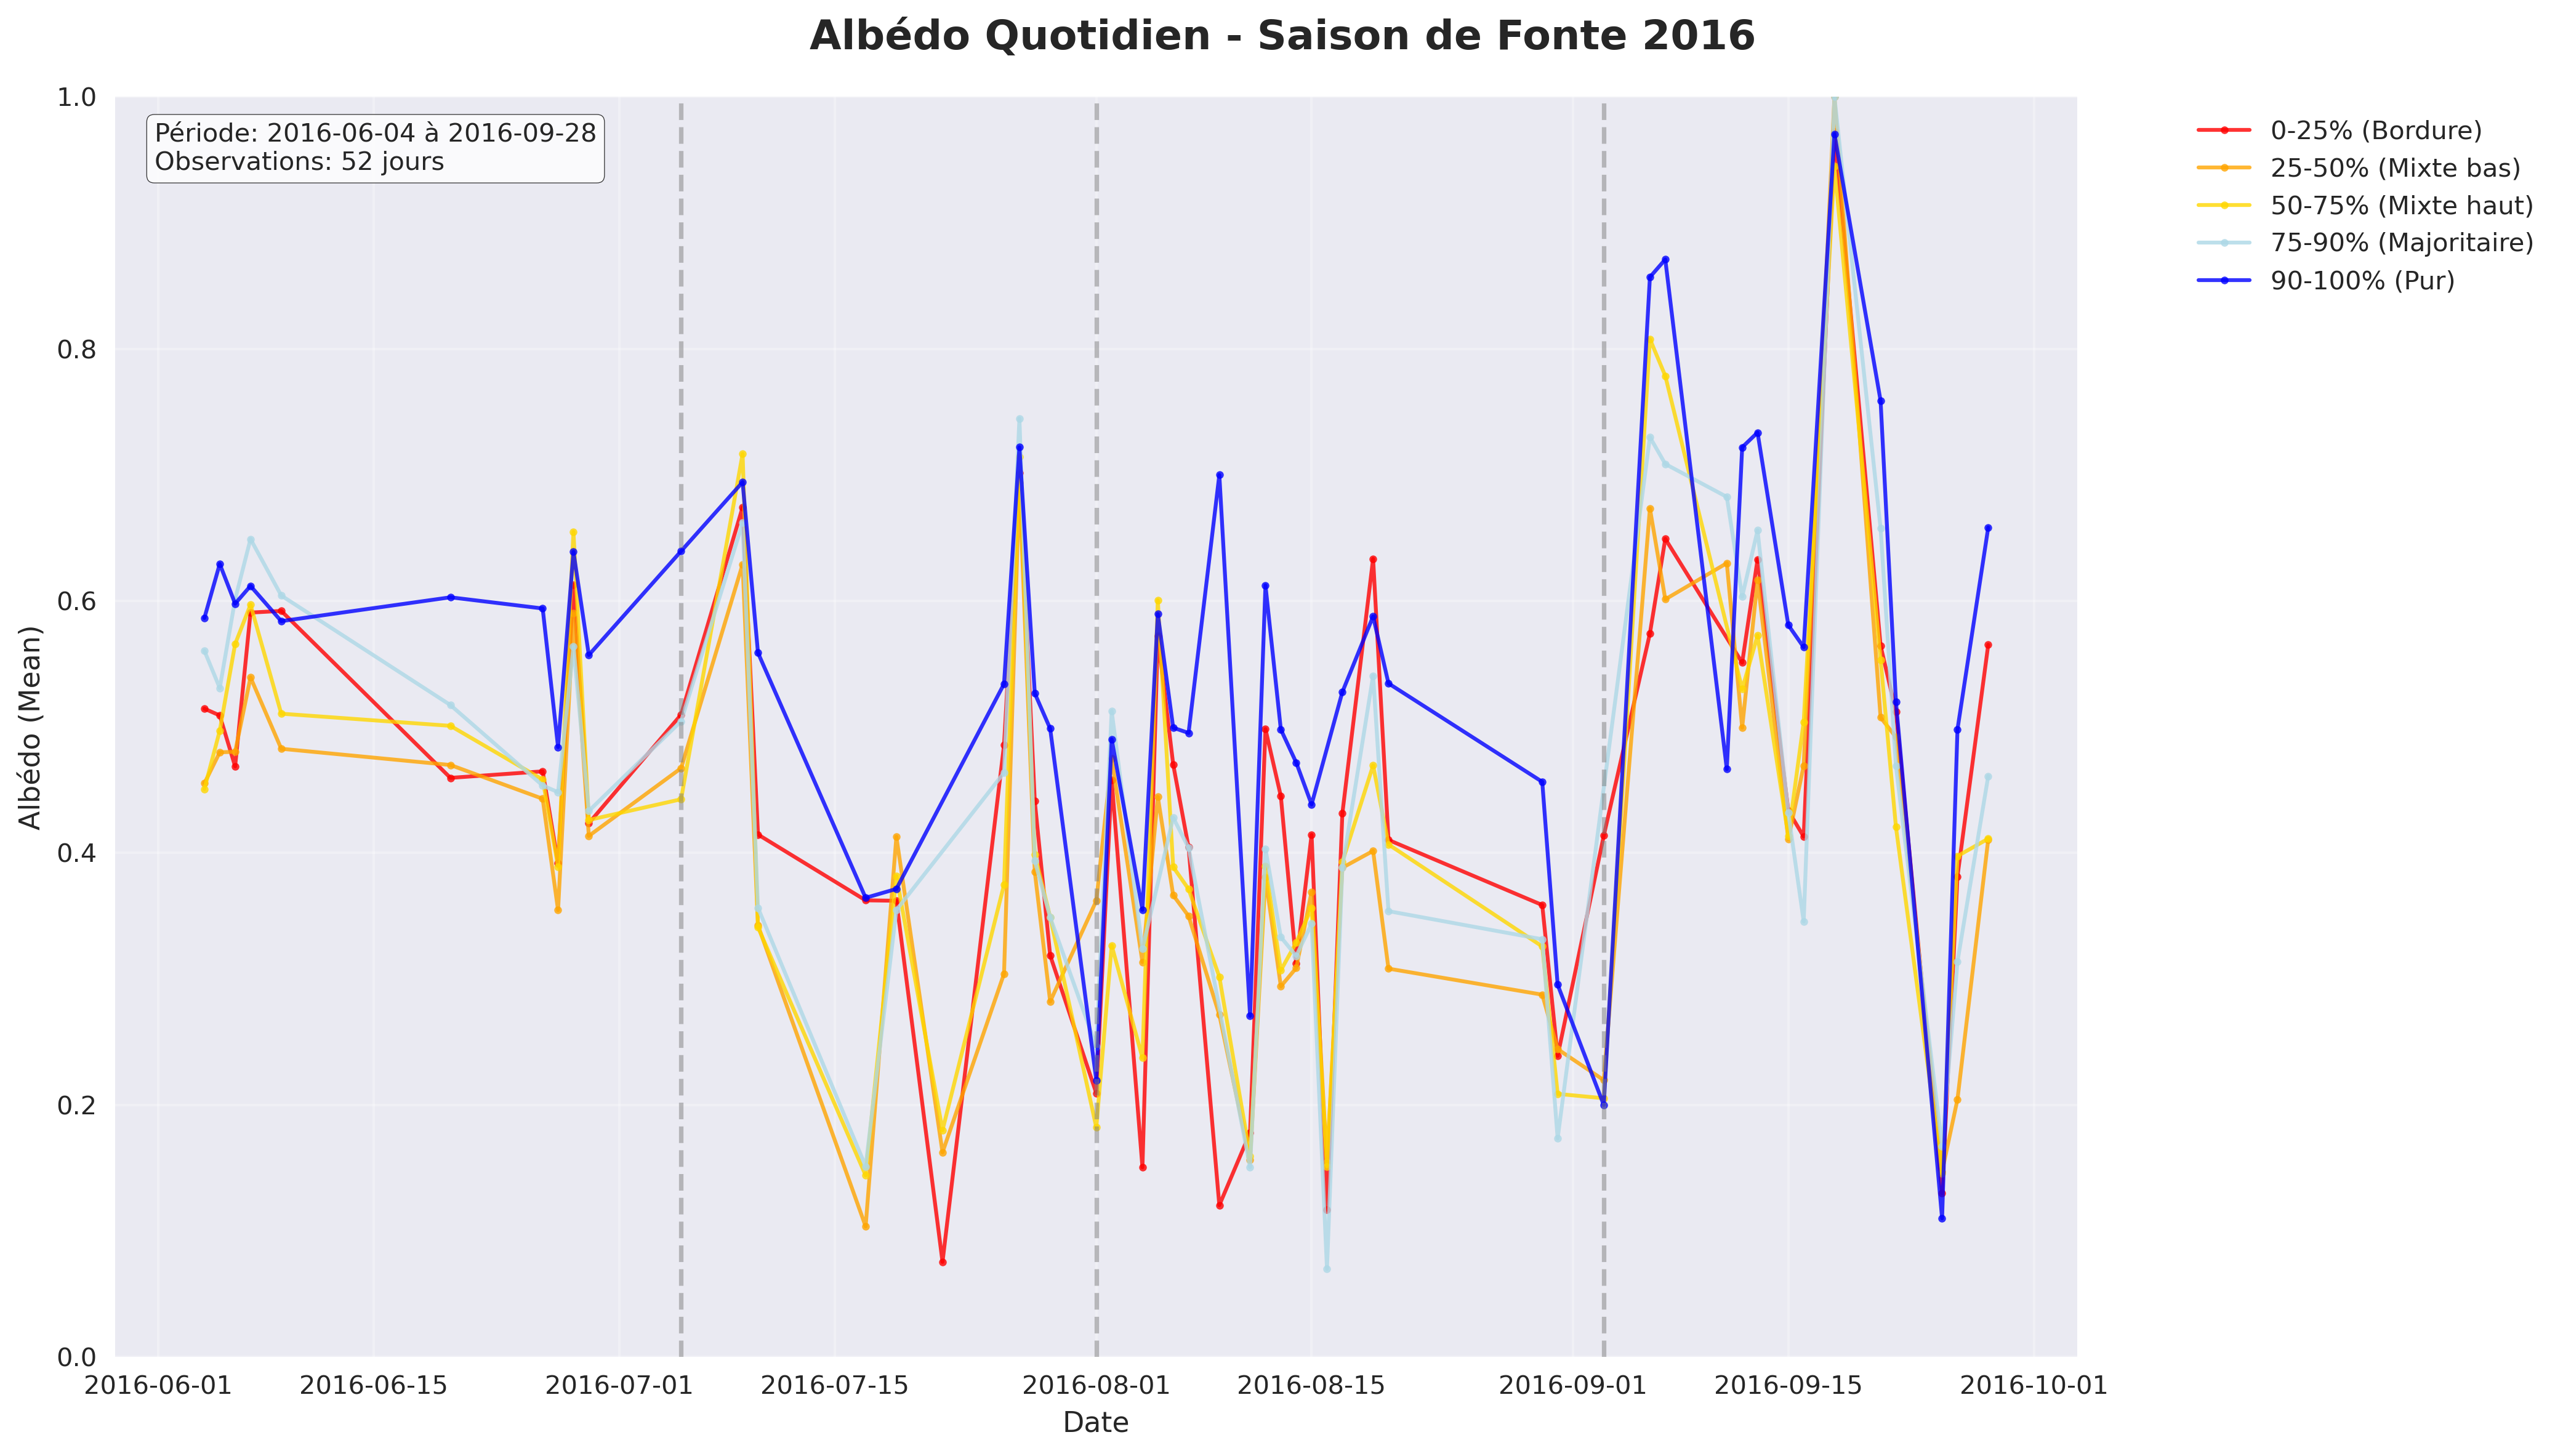 Albédo Quotidien - Saison de Fonte 2016
Période: 2016-06-04 à 2016-09-28
Observations: 52 jours
0-25% (Bordure)
25-50% (Mixte bas)
50-75% (Mixte haut)
75-90% (Majoritaire)
90-100% (Pur)
Albédo (Mean)
1.0
0.8
0.6
0.4
0.2
0.0
2016-06-01
2016-06-15
2016-07-01
2016-07-15
2016-08-01
2016-08-15
2016-09-01
2016-09-15
2016-10-01
Date